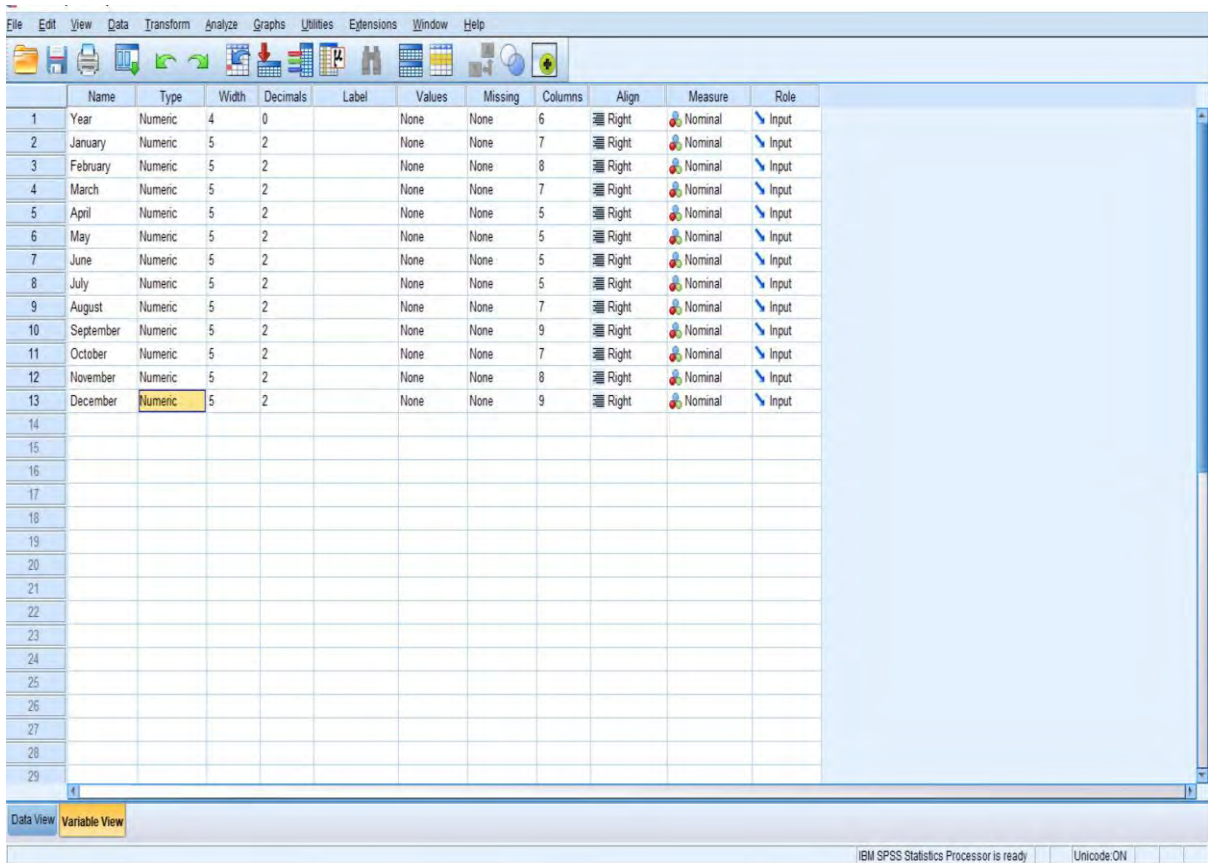 File Edit View Data Transform Analyze Graphs Utilities Extensions Window Help
Name Type Width Decimals Label Values Missing Columns Align Measure Role
1 Year Numeric 4 0 None None 6 Right Nominal Input
2 January Numeric 5 2 None None 7 Right Nominal Input
3 February Numeric 5 2 None None 8 Right Nominal Input
4 March Numeric 5 2 None None 7 Right Nominal Input
5 April Numeric 5 2 None None 5 Right Nominal Input
6 May Numeric 5 2 None None 5 Right Nominal Input
7 June Numeric 5 2 None None 5 Right Nominal Input
8 July Numeric 5 2 None None 5 Right Nominal Input
9 August Numeric 5 2 None None 7 Right Nominal Input
10 September Numeric 5 2 None None 9 Right Nominal Input
11 October Numeric 5 2 None None 7 Right Nominal Input
12 November Numeric 5 2 None None 8 Right Nominal Input
13 December Numeric 5 2 None None 9 Right Nominal Input
14
15
16
17
18
19
20
21
22
23
24
25
26
27
28
29
Data View Variable View
IBM SPSS Statistics Processor is ready Unicode:ON